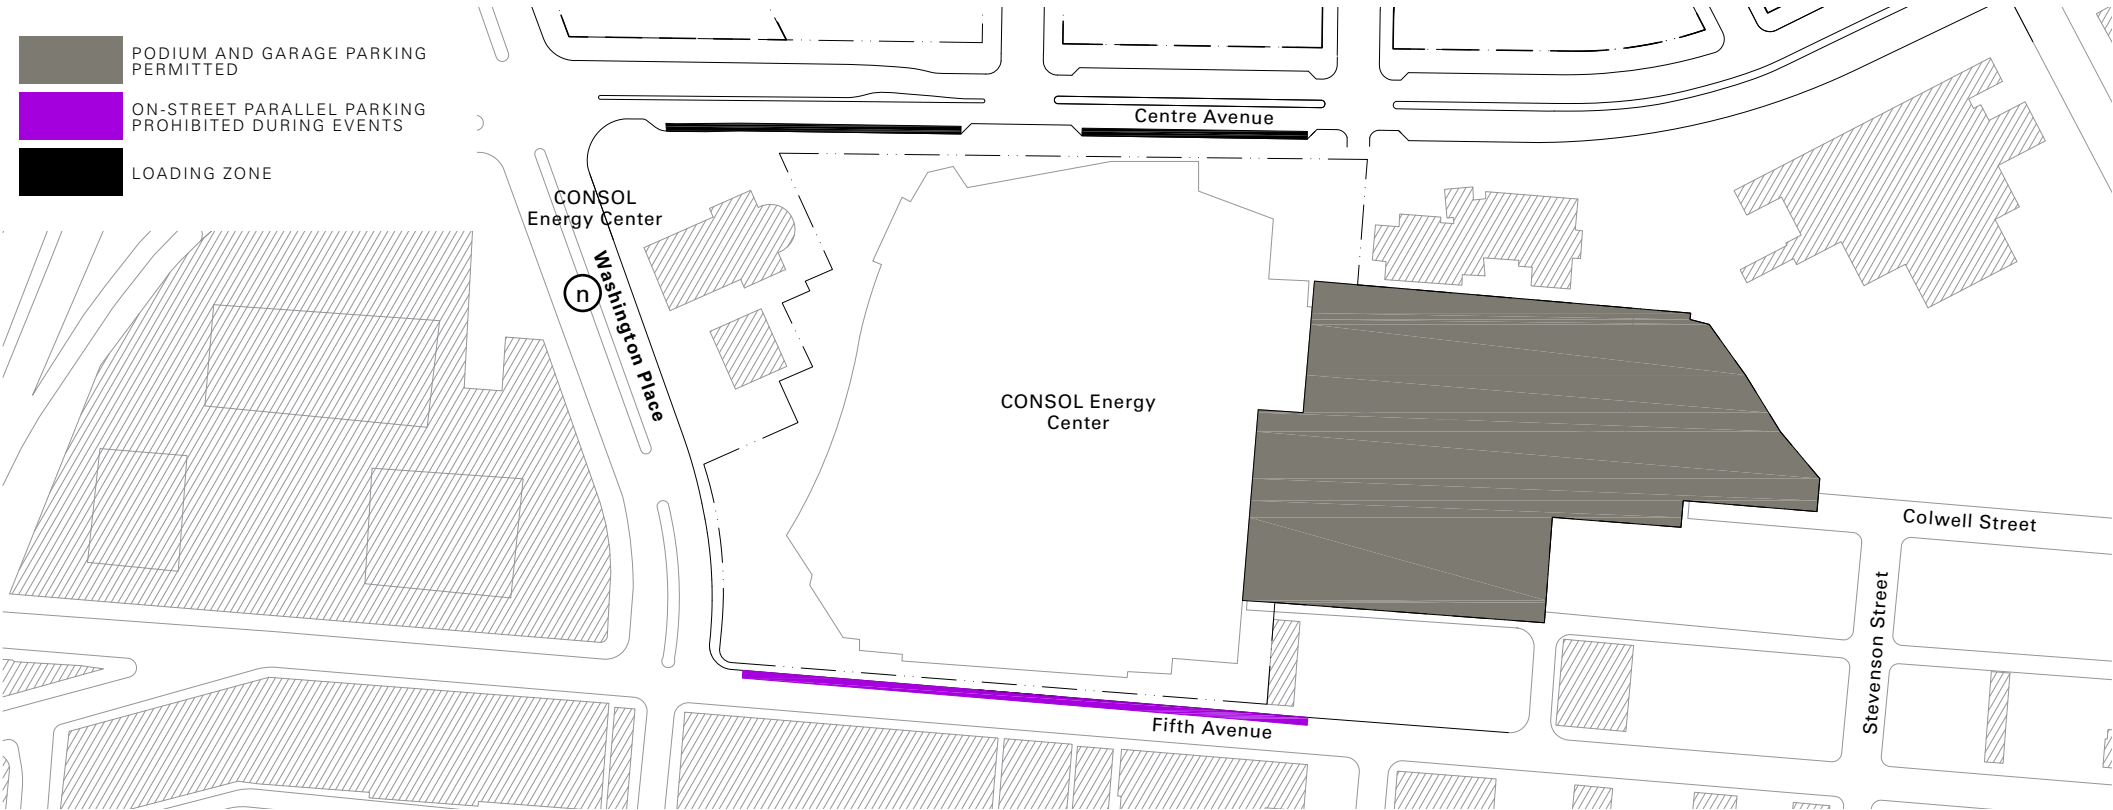 PODIUM AND GARAGE PARKING
PERMITTED
ON-STREET PARALLEL PARKING
PROHIBITED DURING EVENTS
LOADING ZONE
Centre Avenue
CONSOL
Energy Center
n
Washington Place
CONSOL Energy
Center
Colwell Street
Stevenson Street
Fifth Avenue